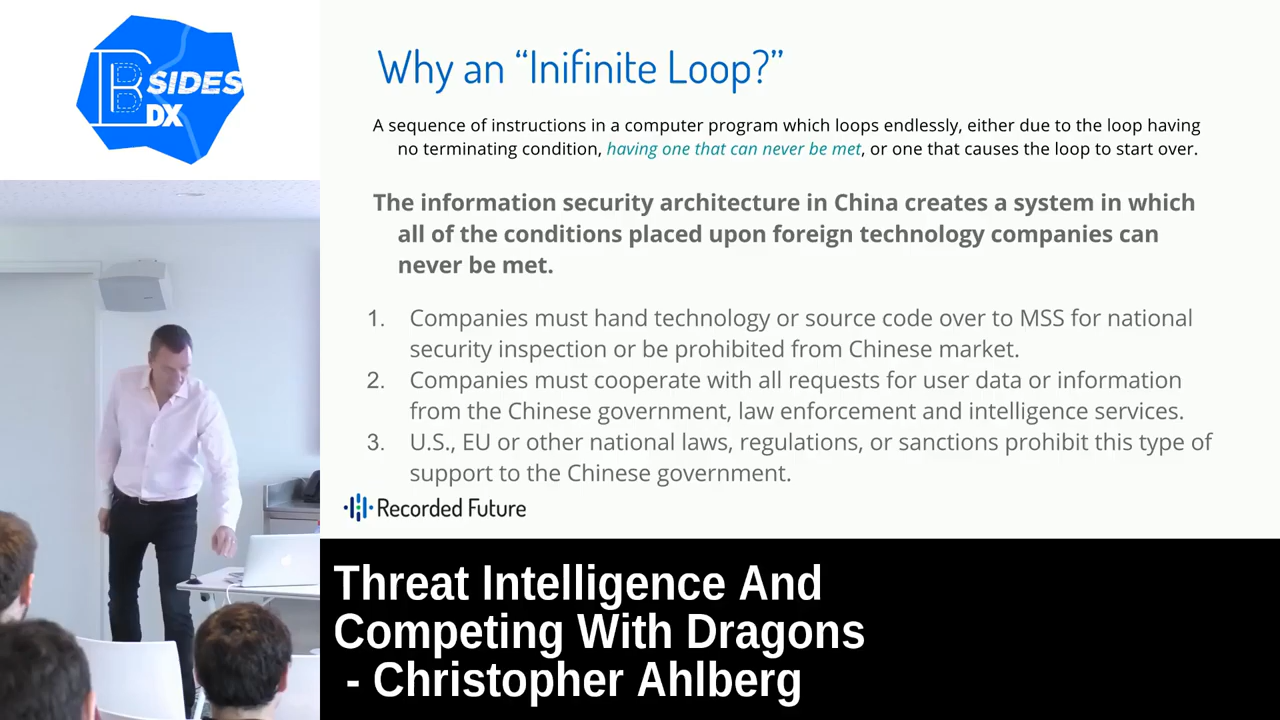 BSIDES
DX
Why an “Inifinite Loop?”
A sequence of instructions in a computer program which loops endlessly, either due to the loop having
no terminating condition, having one that can never be met, or one that causes the loop to start over.
The information security architecture in China creates a system in which
all of the conditions placed upon foreign technology companies can
never be met.
1. Companies must hand technology or source code over to MSS for national
security inspection or be prohibited from Chinese market.
2. Companies must cooperate with all requests for user data or information
from the Chinese government, law enforcement and intelligence services.
3. U.S., EU or other national laws, regulations, or sanctions prohibit this type of
support to the Chinese government.
Recorded Future
Threat Intelligence And
Competing With Dragons
- Christopher Ahlberg